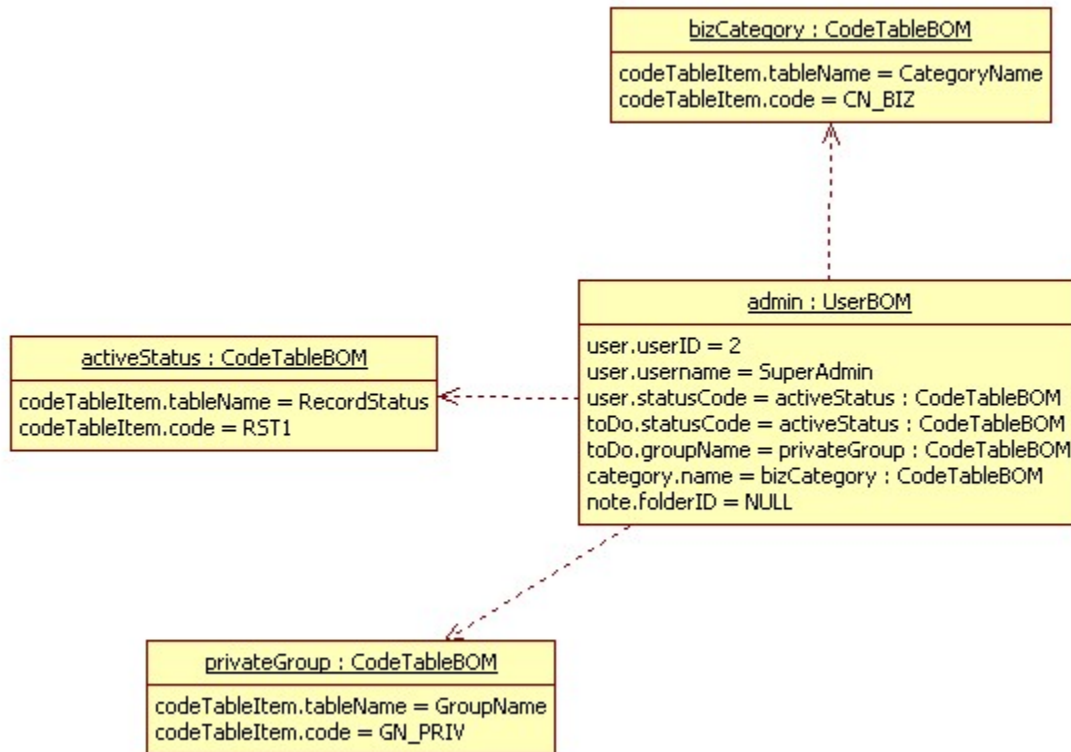 bizCategory : CodeTableBOM
codeTableItem.tableName = CategoryName
codeTableItem.code = CN_BIZ
admin : UserBOM
user.userID = 2
user.username = SuperAdmin
user.statusCode = activeStatus : CodeTableBOM
toDo.statusCode = activeStatus : CodeTableBOM
toDo.groupName = privateGroup : CodeTableBOM
category.name = bizCategory : CodeTableBOM
note.folderID = NULL
activeStatus : CodeTableBOM
codeTableItem.tableName = RecordStatus
codeTableItem.code = RST1
privateGroup : CodeTableBOM
codeTableItem.tableName = GroupName
codeTableItem.code = GN_PRIV